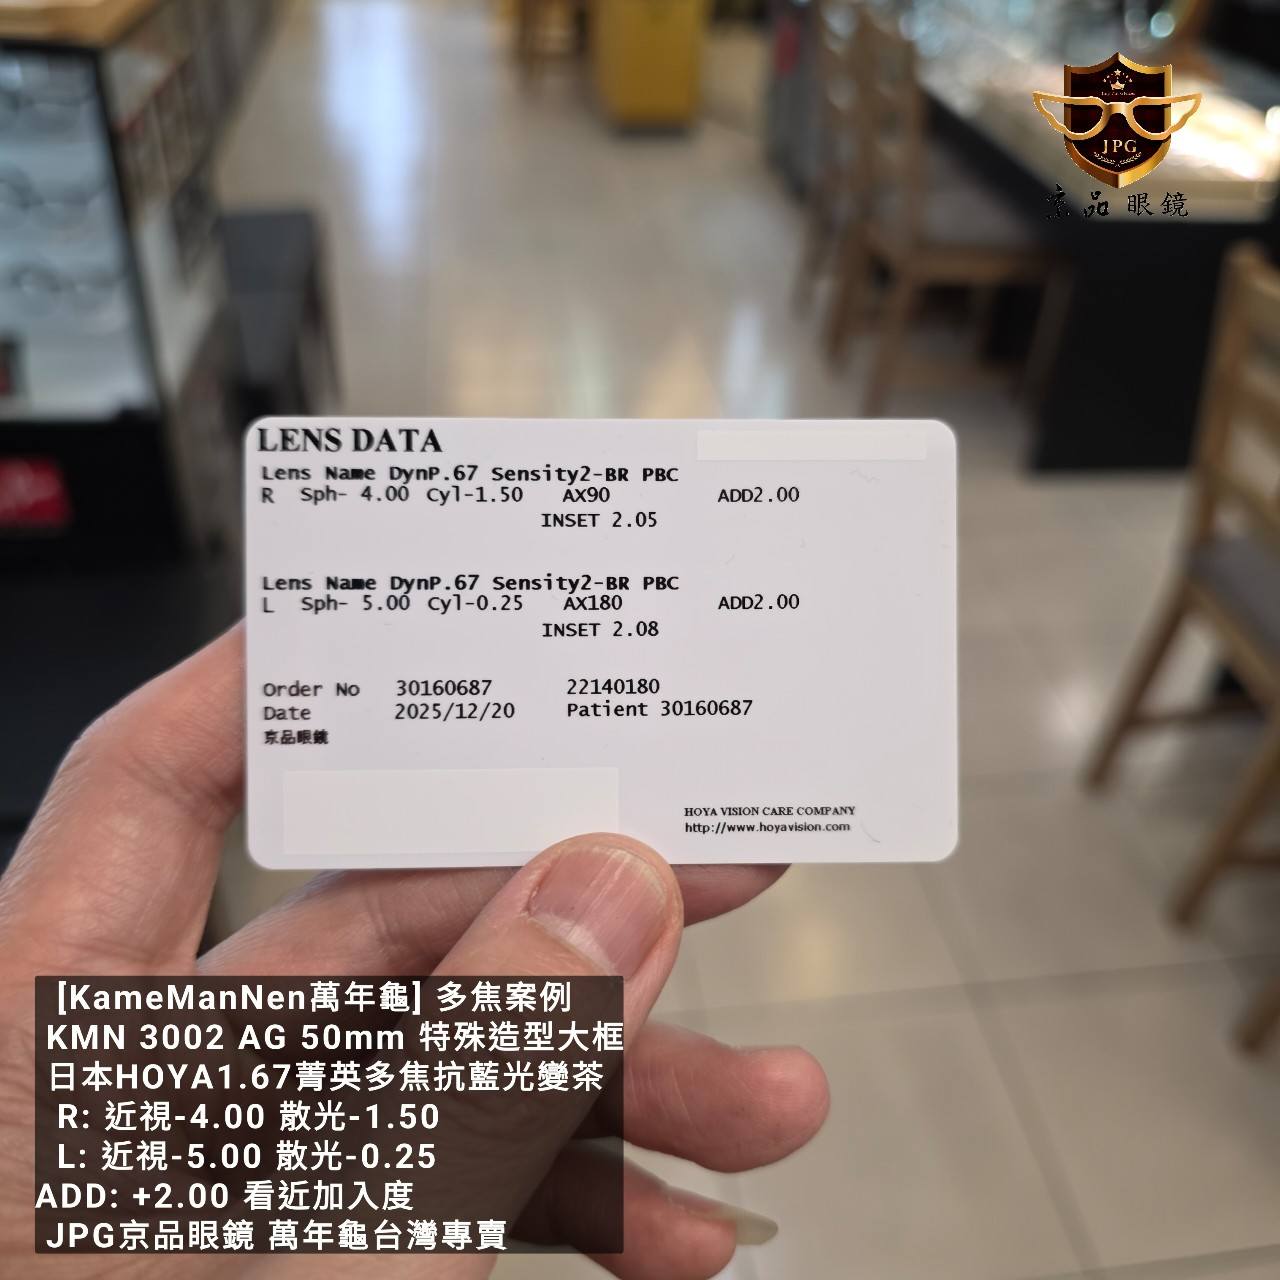 JPG
京品眼鏡
LENS DATA
Lens Name DynP.67 Sensity2-BR PBC
R Sph- 4.00 Cyl-1.50 AX90 ADD2.00
INSET 2.05
Lens Name DynP.67 Sensity2-BR PBC
L Sph- 5.00 Cyl-0.25 AX180 ADD2.00
INSET 2.08
Order No 30160687 22140180
Date 2025/12/20 Patient 30160687
京品眼鏡
HOYA VISION CARE COMPANY
http://www.hoyavision.com
[KameManNen萬年龜] 多焦案例
KMN 3002 AG 50mm 特殊造型大框
日本HOYA1.67菁英多焦抗藍光變茶
R: 近視-4.00 散光-1.50
L: 近視-5.00 散光-0.25
ADD: +2.00 看近加入度
JPG京品眼鏡 萬年龜台灣專賣